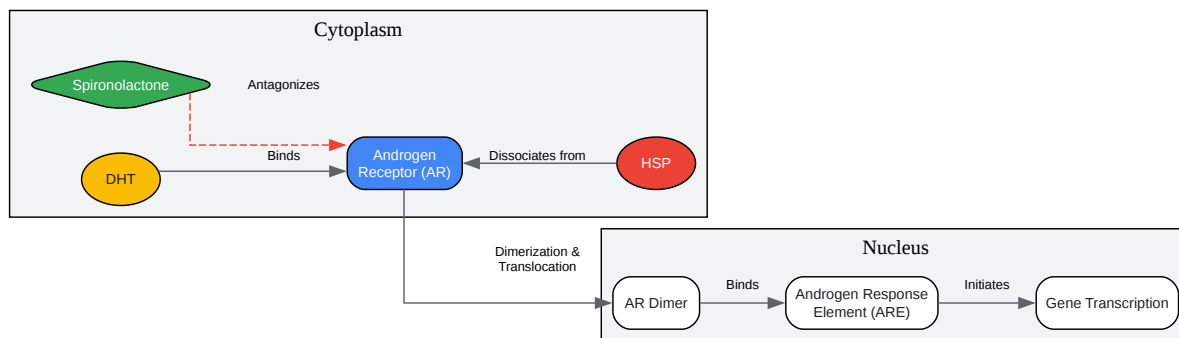 Cytoplasm
Spironolactone
Antagonizes
Binds
DHT
Androgen
Receptor (AR)
Dissociates from
HSP
Dimerization &
Translocation
Nucleus
AR Dimer
Binds
Androgen Response
Element (ARE)
Initiates
Gene Transcription